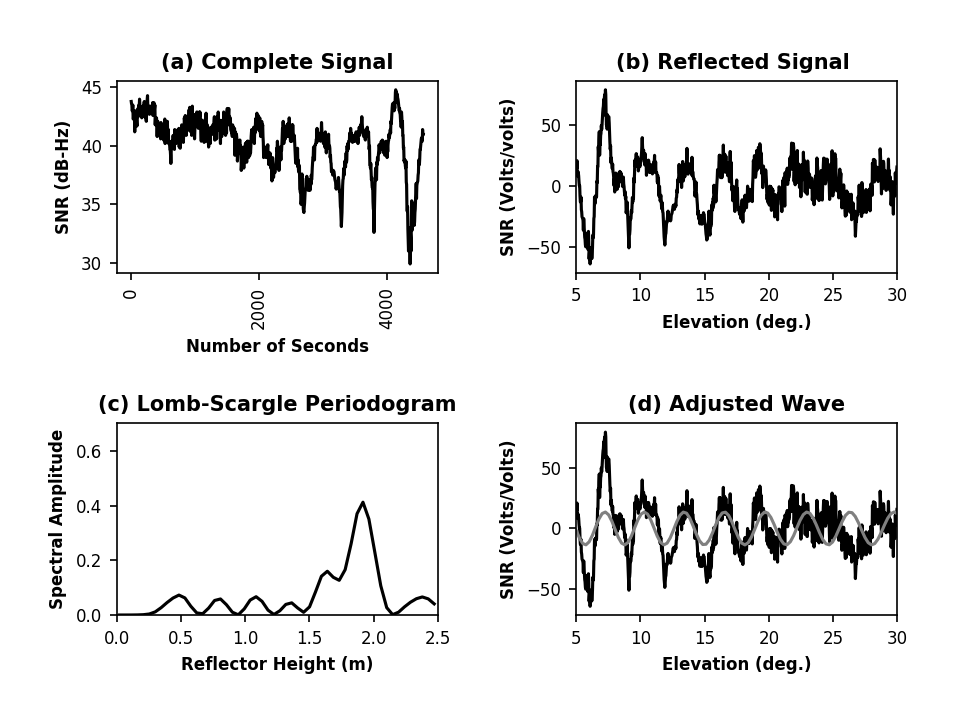 (a) Complete Signal
45
40
35
30
SNR (dB-Hz)
0
2000
4000
Number of Seconds
(b) Reflected Signal
50
0
−50
SNR (Volts/volts)
5 10 15 20 25 30
Elevation (deg.)
(c) Lomb-Scargle Periodogram
0.6
0.4
0.2
0.0
Spectral Amplitude
0.0 0.5 1.0 1.5 2.0 2.5
Reflector Height (m)
(d) Adjusted Wave
50
0
−50
SNR (Volts/Volts)
5 10 15 20 25 30
Elevation (deg.)